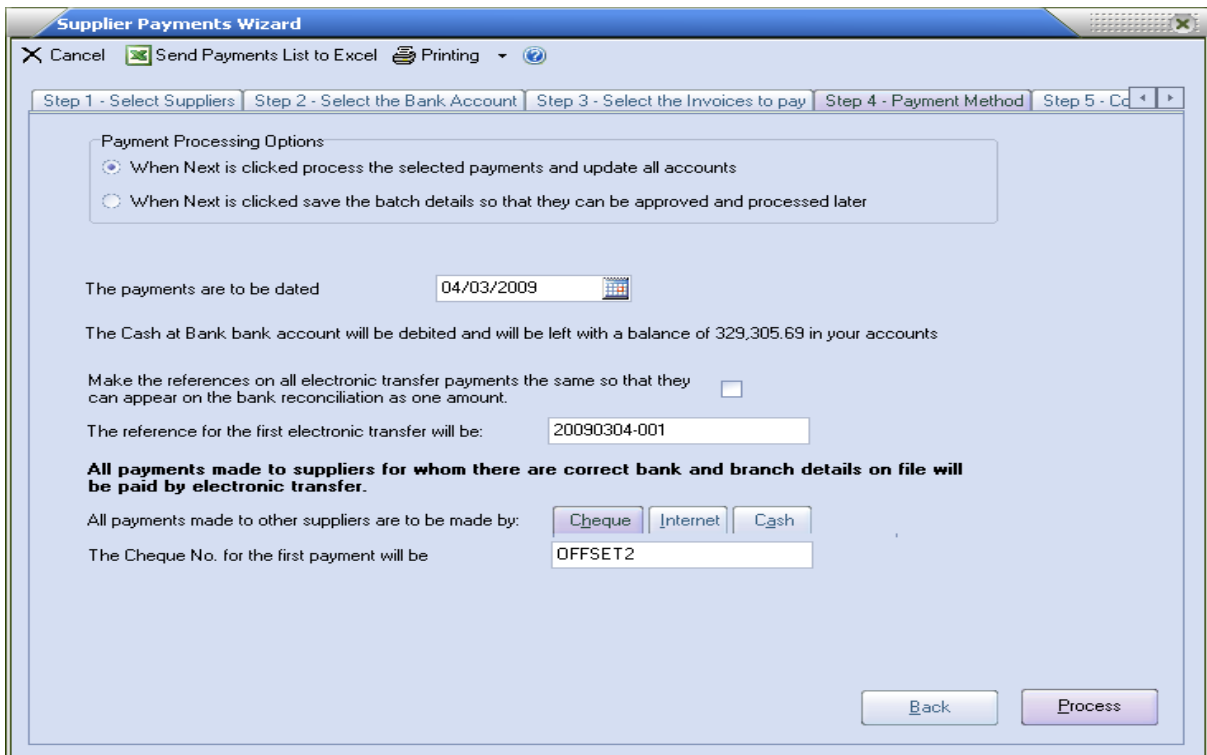 Supplier Payments Wizard
Cancel Send Payments List to Excel Printing
Step 1 - Select Suppliers Step 2 - Select the Bank Account Step 3 - Select the Invoices to pay Step 4 - Payment Method Step 5 - Co
Payment Processing Options
When Next is clicked process the selected payments and update all accounts
When Next is clicked save the batch details so that they can be approved and processed later
The payments are to be dated 04/03/2009
The Cash at Bank bank account will be debited and will be left with a balance of 329,305.69 in your accounts
Make the references on all electronic transfer payments the same so that they
can appear on the bank reconciliation as one amount.
The reference for the first electronic transfer will be: 20090304-001
All payments made to suppliers for whom there are correct bank and branch details on file will
be paid by electronic transfer.
All payments made to other suppliers are to be made by: Cheque Internet Cash
The Cheque No. for the first payment will be OFFSET2
Back Process